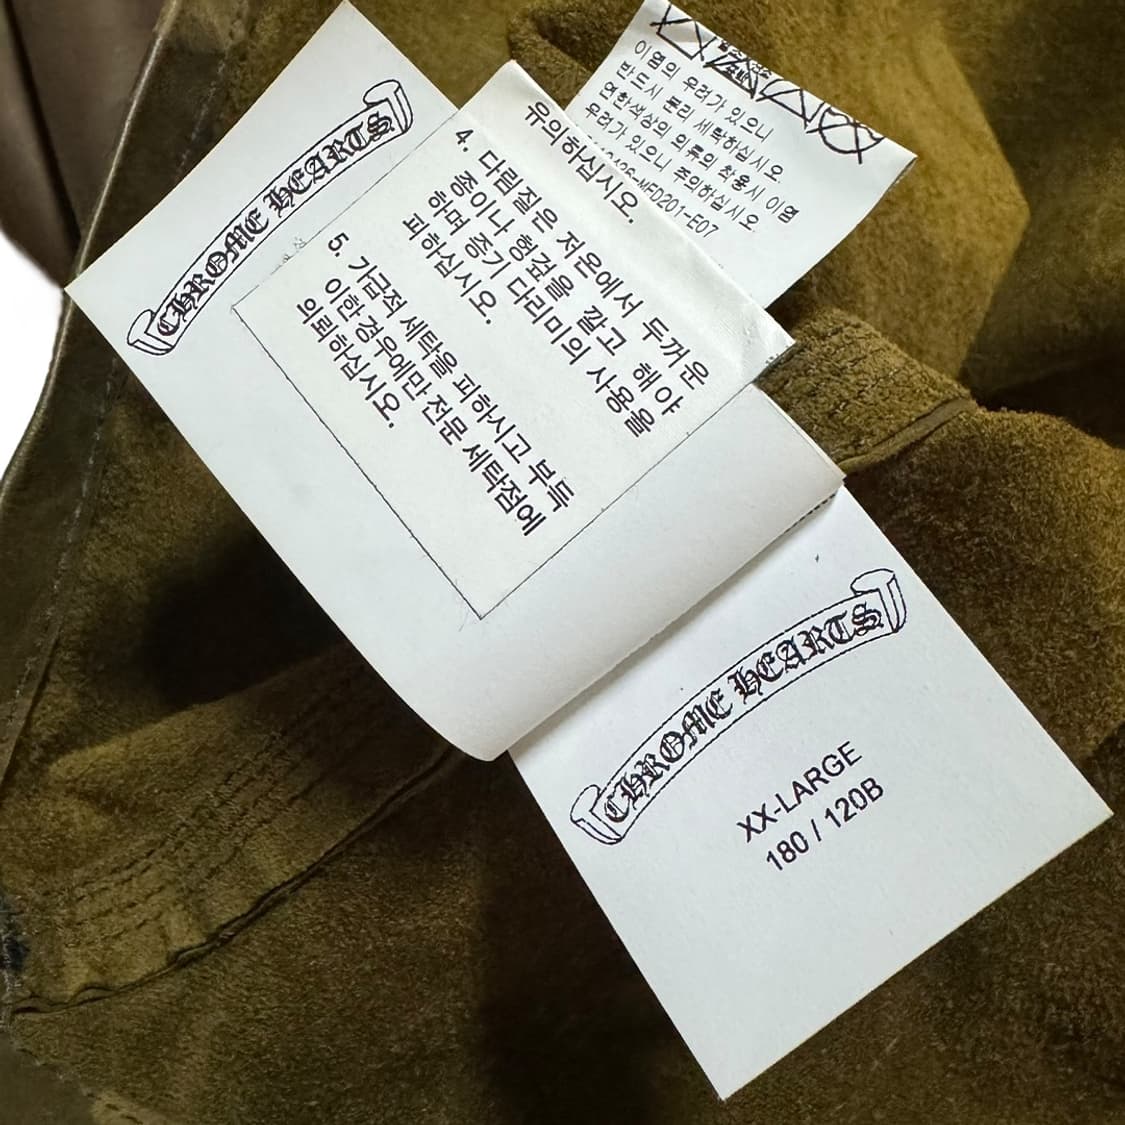 CHROME HEARTS
유의하십시오.
4. 다림질은 저온에서 두꺼운
종이나 헝겊을 깔고 해야
하며 증기 다리미의 사용을
피하십시오.
5. 가급적 세탁을 피하시고 부득
이한 경우에만 전문 세탁점에
의뢰하십시오.
이염의 우려가 있으니
반드시 분리 세탁하십시오.
연한색상의 의류의 착용시 이염
우려가 있으니 주의하십시오
-MFD201-E07
CHROME HEARTS
XX-LARGE
180 / 120B